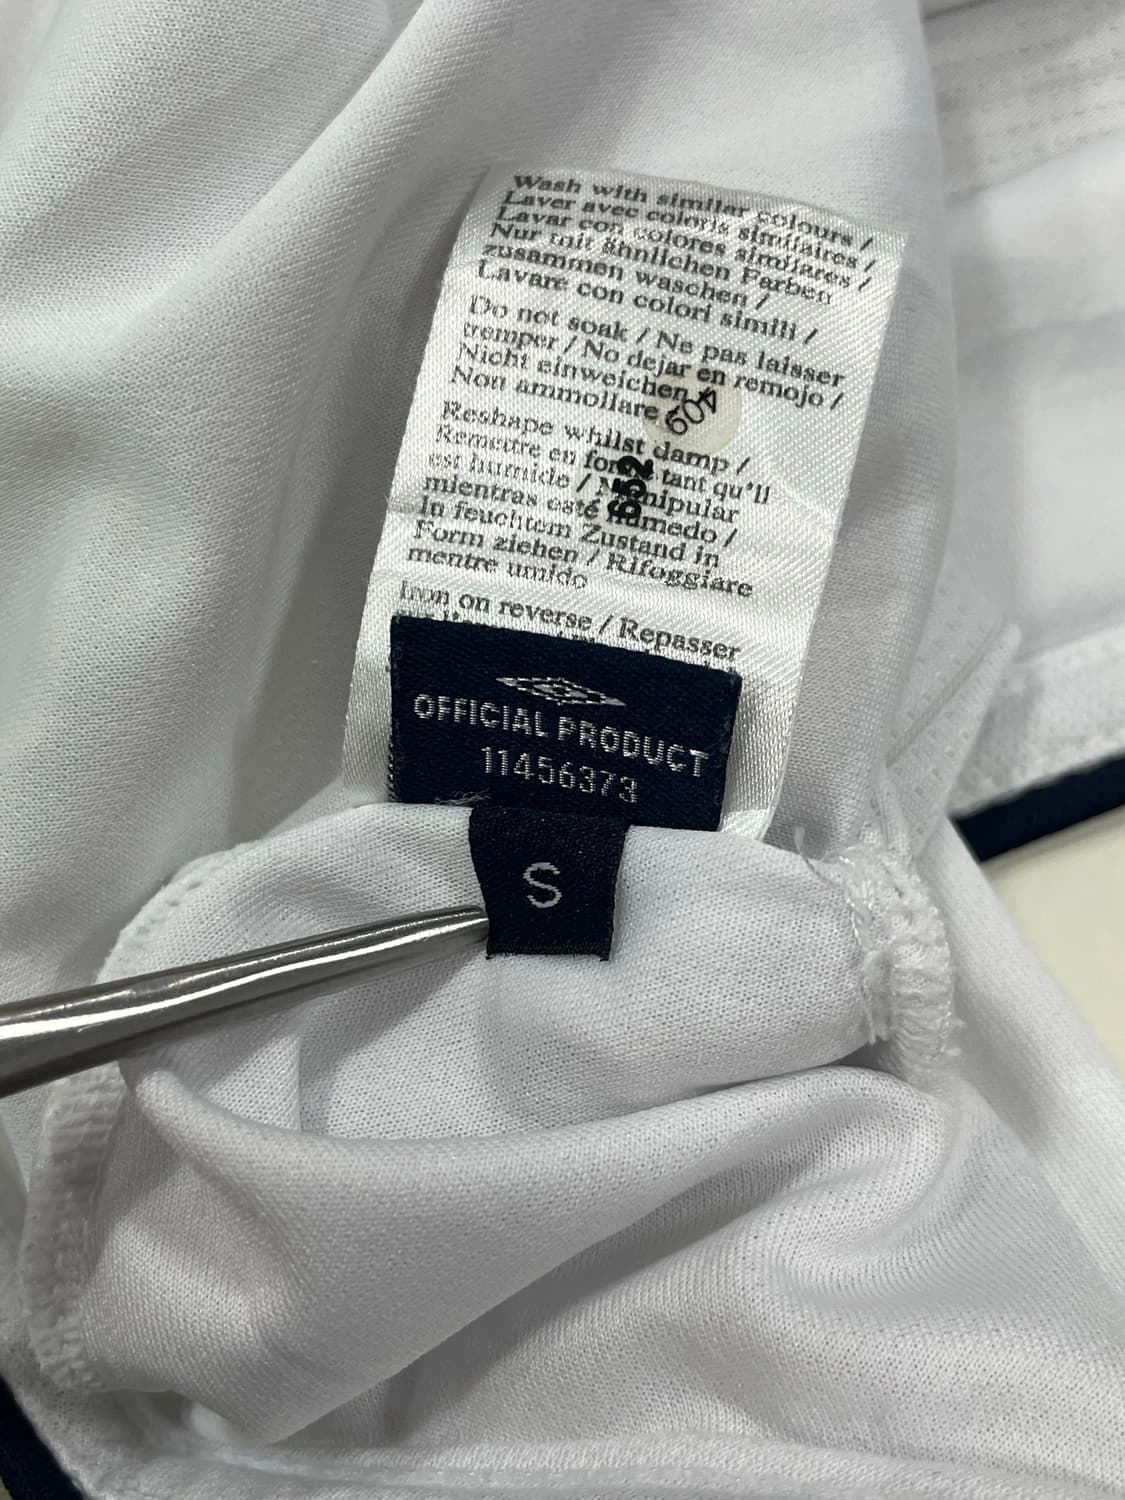 Wash with similar colours /
Laver avec coloris similaires /
Lavar con colores similares /
Nur mit ähnlichen Farben
zusammen waschen /
Lavare con colori simili /
Do not soak / Ne pas laisser
tremper / No dejar en remojo /
Nicht einweichen
Non ammollare
604
Reshape whilst damp /
Remettre en forme tant qu'il
est humide / Manipular
652
mientras esté húmedo /
In feuchtem Zustand in
Form ziehen / Rifoggiare
mentre umido
Iron on reverse / Repasser
OFFICIAL PRODUCT
11456373
S